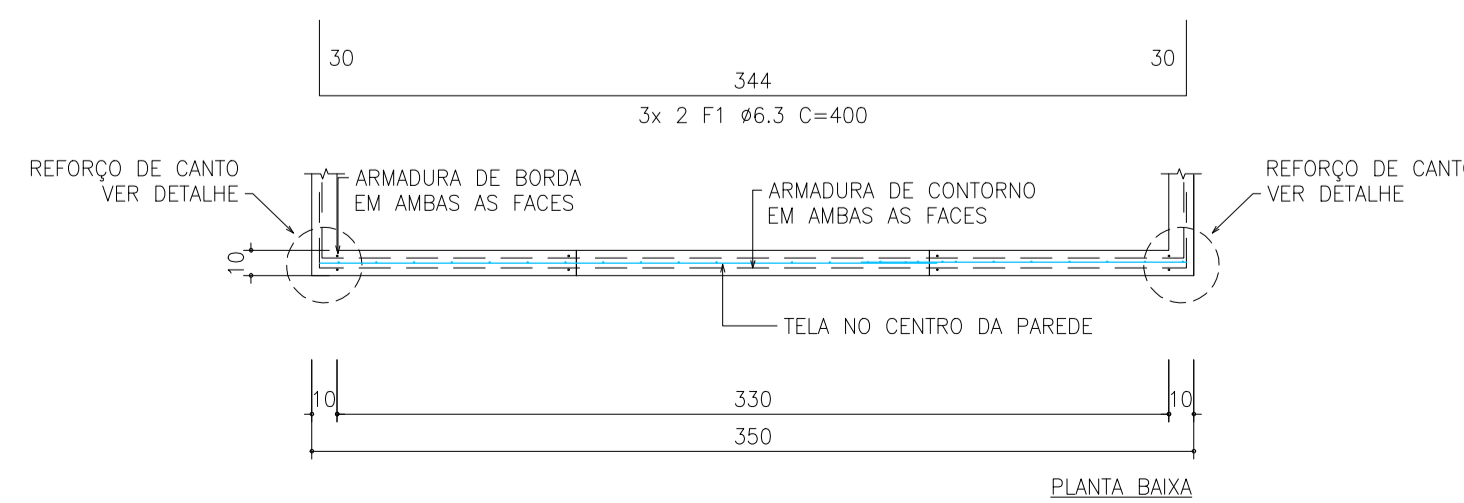 30
30
344
3x 2 F1 ø6.3 C=400
REFORÇO DE CANTO
VER DETALHE
ARMADURA DE BORDA
EM AMBAS AS FACES
ARMADURA DE CONTORNO
EM AMBAS AS FACES
REFORÇO DE CANTO
VER DETALHE
10
TELA NO CENTRO DA PAREDE
10
330
10
350
PLANTA BAIXA